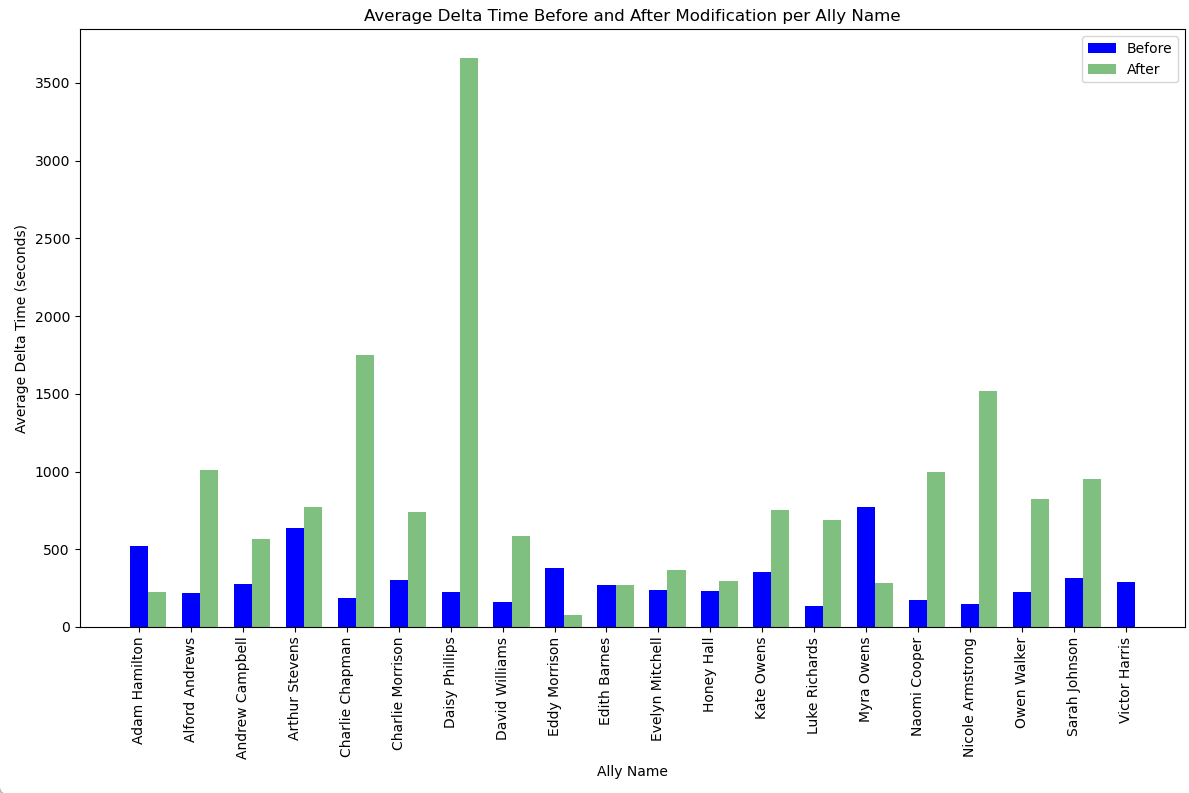 Average Delta Time Before and After Modification per Ally Name
Before
After
Average Delta Time (seconds)
3500
3000
2500
2000
1500
1000
500
0
Adam Hamilton
Alford Andrews
Andrew Campbell
Arthur Stevens
Charlie Chapman
Charlie Morrison
Daisy Phillips
David Williams
Eddy Morrison
Edith Barnes
Evelyn Mitchell
Honey Hall
Kate Owens
Luke Richards
Myra Owens
Naomi Cooper
Nicole Armstrong
Owen Walker
Sarah Johnson
Victor Harris
Ally Name